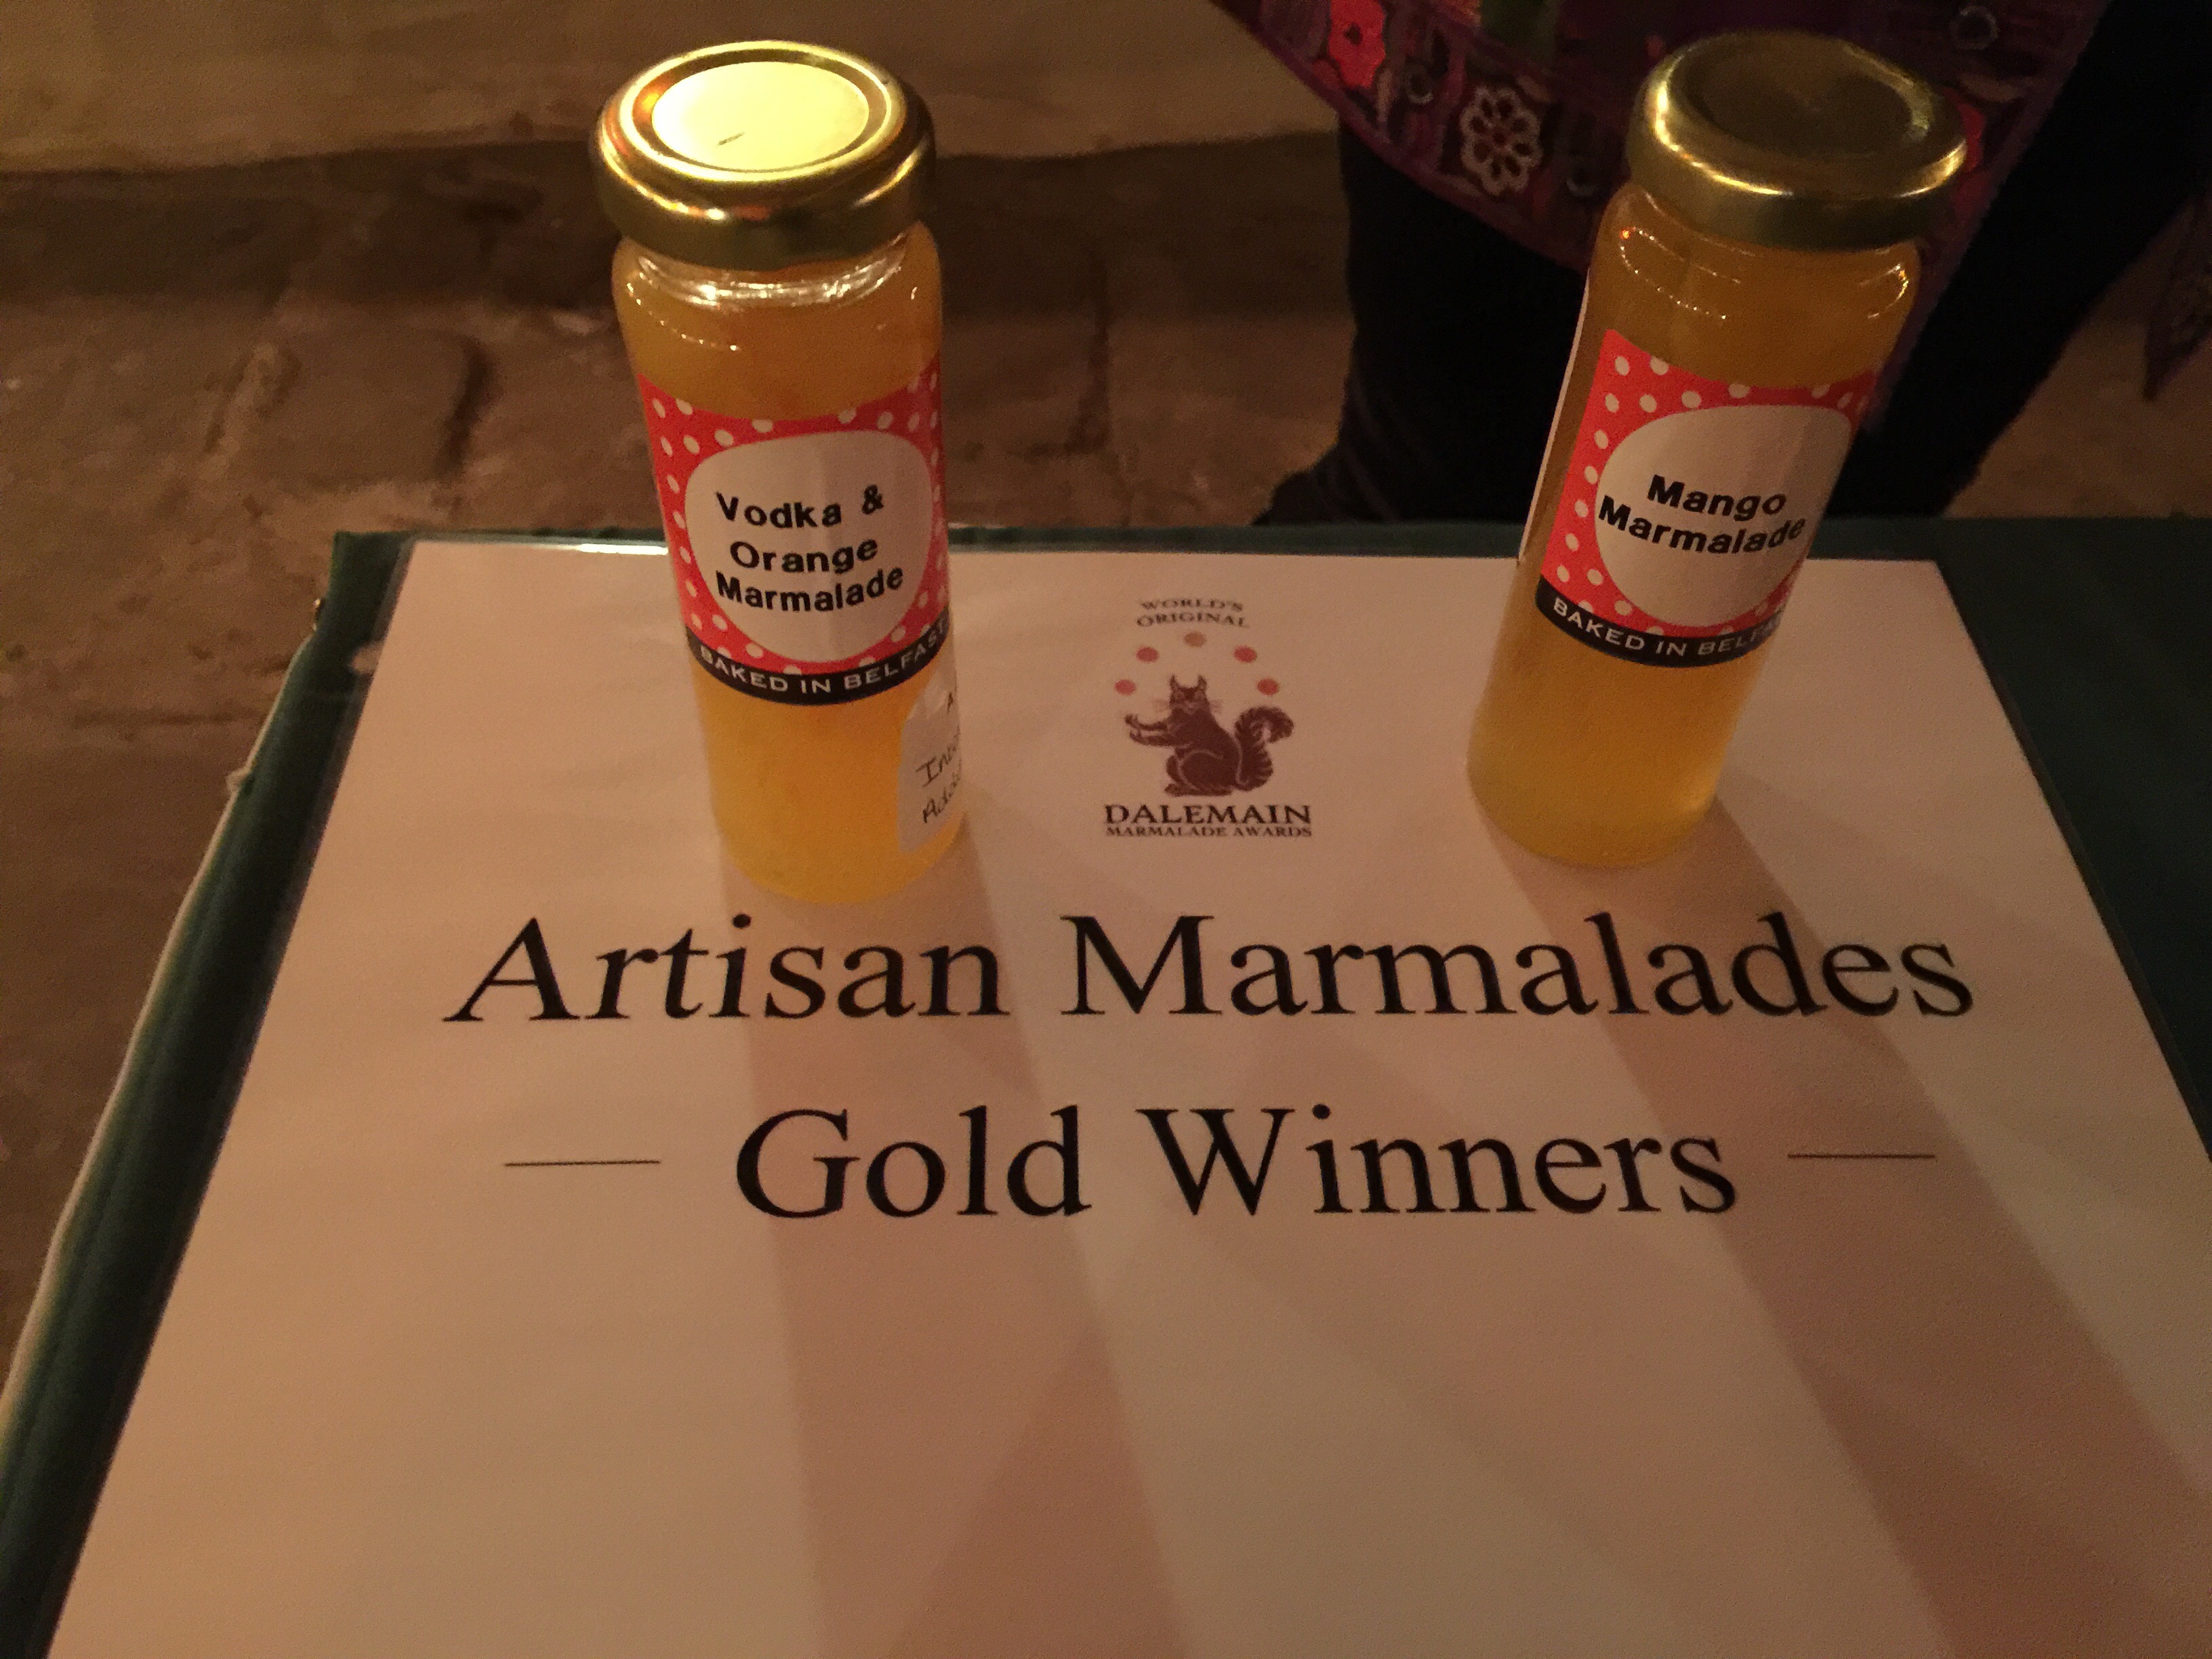 Vodka &
Orange
Marmalade
BAKED IN BELFAST
Mango
Marmalade
BAKED IN
WORLD'S
ORIGINAL
DALEMAIN
MARMALADE AWARDS
Artisan Marmalades
Gold Winners